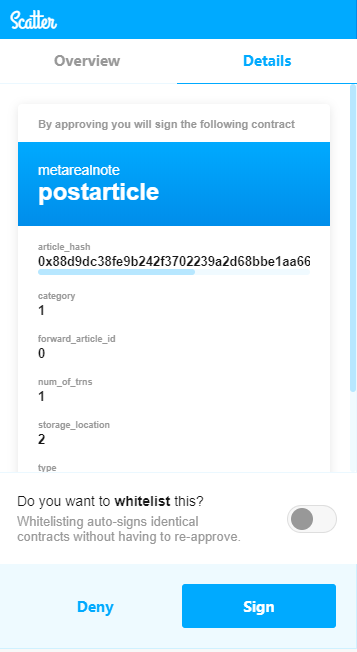 Scatter
Overview
Details
By approving you will sign the following contract
metarealnote
postarticle
article_hash
0x88d9dc38fe9b242f3702239a2d68bbe1aa66
category
1
forward_article_id
0
num_of_trns
1
storage_location
2
type
Do you want to whitelist this?
Whitelisting auto-signs identical
contracts without having to re-approve.
Deny
Sign